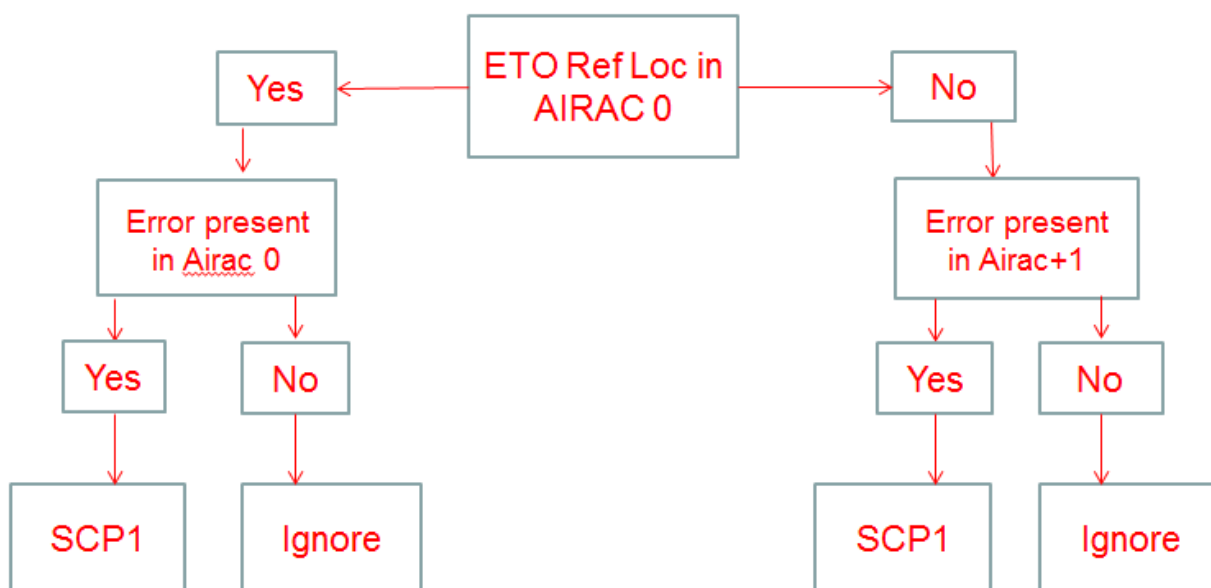 ETO Ref Loc in
AIRAC 0
Yes
No
Error present
in Airac 0
Error present
in Airac+1
Yes
No
Yes
No
SCP1
Ignore
SCP1
Ignore